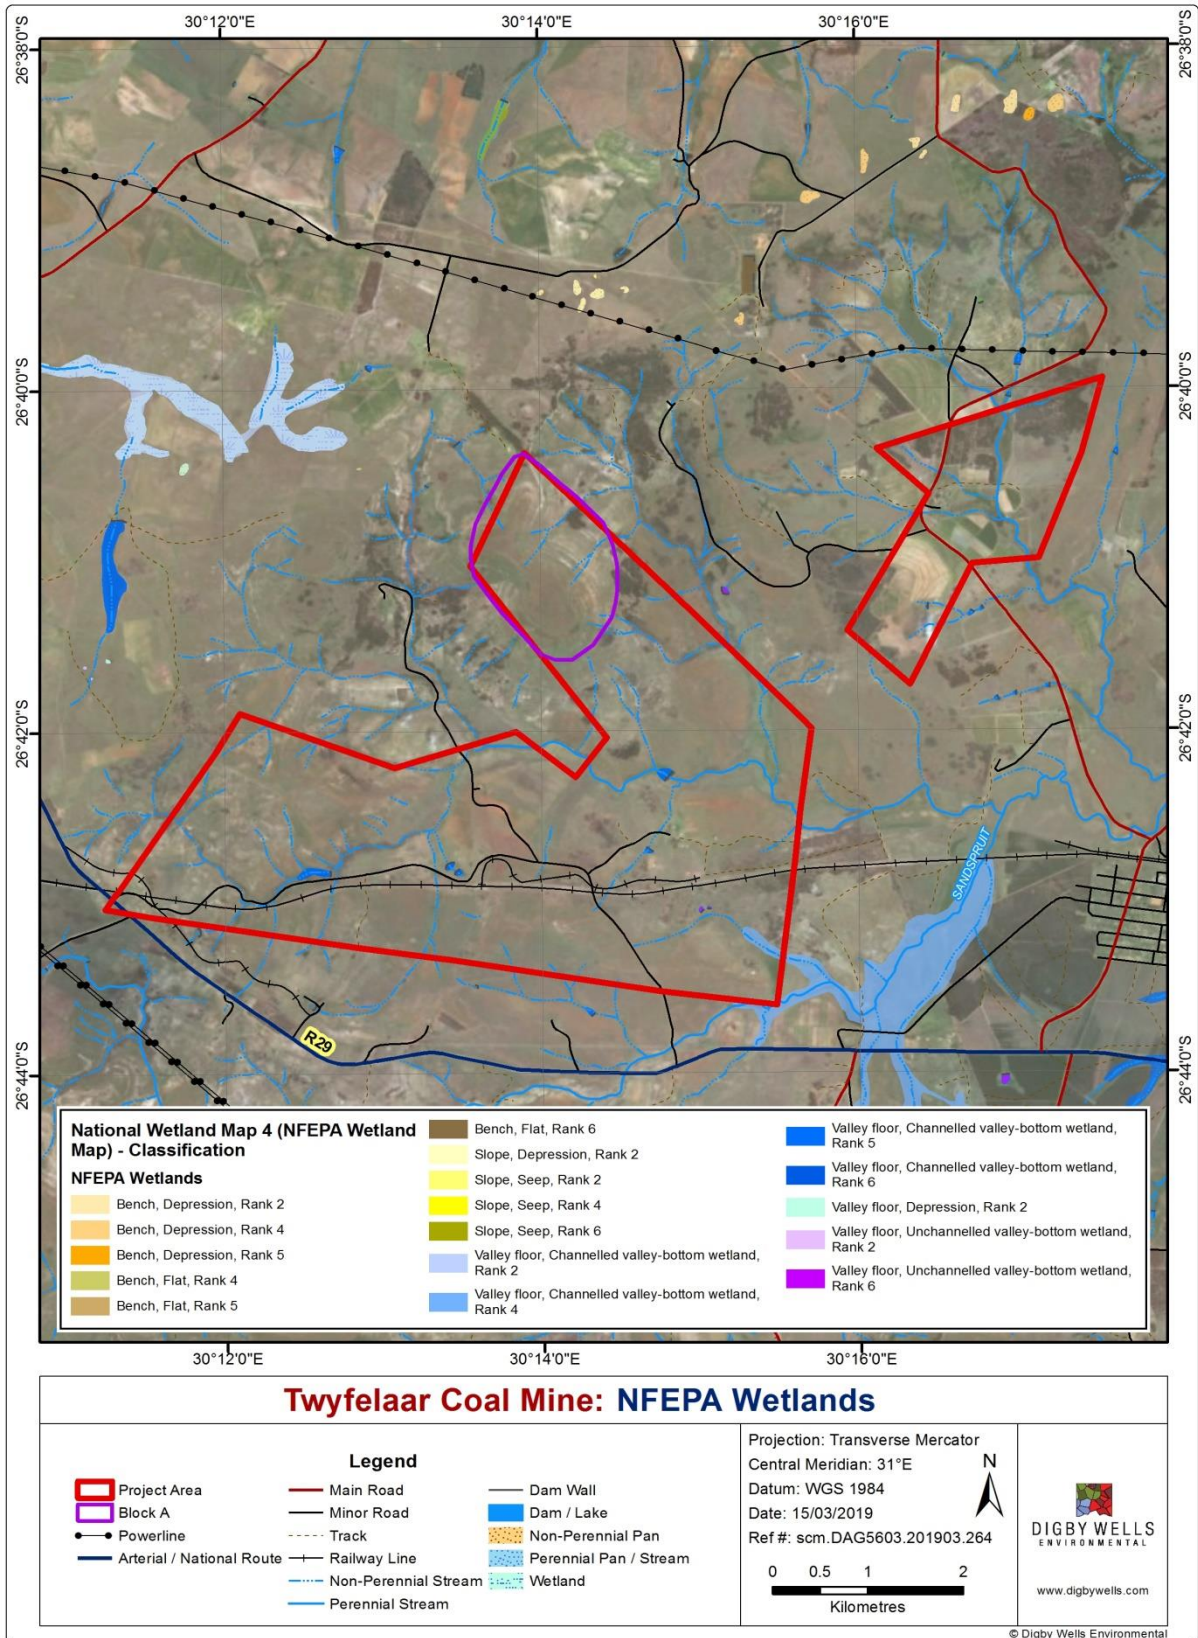 30°12'0"E
30°14'0"E
30°16'0"E
26°38'0"S
26°38'0"S
26°40'0"S
26°40'0"S
26°42'0"S
26°42'0"S
SANDSPRUIT
R29
26°44'0"S
26°44'0"S
National Wetland Map 4 (NFEPA Wetland
Map) - Classification
NFEPA Wetlands
Bench, Depression, Rank 2
Bench, Depression, Rank 4
Bench, Depression, Rank 5
Bench, Flat, Rank 4
Bench, Flat, Rank 5
Bench, Flat, Rank 6
Slope, Depression, Rank 2
Slope, Seep, Rank 2
Slope, Seep, Rank 4
Slope, Seep, Rank 6
Valley floor, Channelled valley-bottom wetland,
Rank 2
Valley floor, Channelled valley-bottom wetland,
Rank 4
Valley floor, Channelled valley-bottom wetland,
Rank 5
Valley floor, Channelled valley-bottom wetland,
Rank 6
Valley floor, Depression, Rank 2
Valley floor, Unchannelled valley-bottom wetland,
Rank 2
Valley floor, Unchannelled valley-bottom wetland,
Rank 6
30°12'0"E
30°14'0"E
30°16'0"E
Twyfelaar Coal Mine: NFEPA Wetlands
Legend
Project Area
Block A
Powerline
Arterial / National Route
Main Road
Minor Road
Track
Railway Line
Non-Perennial Stream
Perennial Stream
Dam Wall
Dam / Lake
Non-Perennial Pan
Perennial Pan / Stream
Wetland
Projection: Transverse Mercator
Central Meridian: 31°E
Datum: WGS 1984
Date: 15/03/2019
Ref #: scm.DAG5603.201903.264
N
0 0.5 1 2
Kilometres
DIGBY WELLS
ENVIRONMENTAL
www.digbywells.com
© Digby Wells Environmental